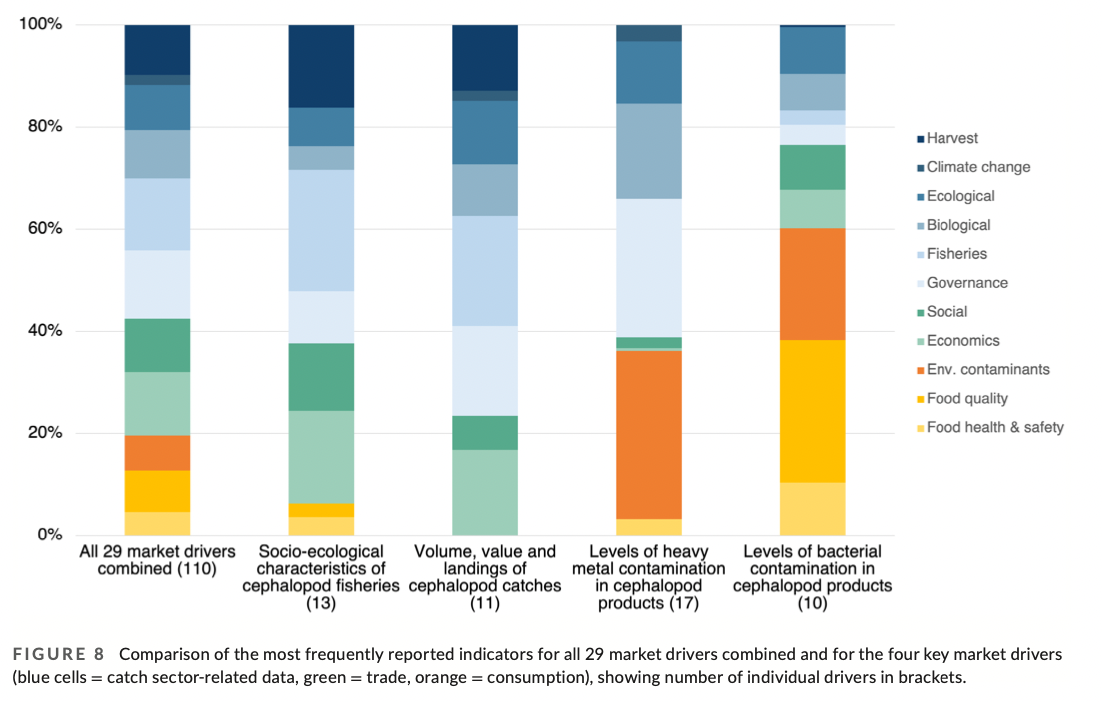 100%
80%
60%
40%
20%
0%
Harvest
Climate change
Ecological
Biological
Fisheries
Governance
Social
Economics
Env. contaminants
Food quality
Food health & safety
All 29 market drivers
combined (110)
Socio-ecological
characteristics of
cephalopod fisheries
(13)
Volume, value and
landings of
cephalopod catches
(11)
Levels of heavy
metal contamination
in cephalopod
products (17)
Levels of bacterial
contamination in
cephalopod products
(10)
FIGURE 8 Comparison of the most frequently reported indicators for all 29 market drivers combined and for the four key market drivers
(blue cells = catch sector-related data, green = trade, orange = consumption), showing number of individual drivers in brackets.